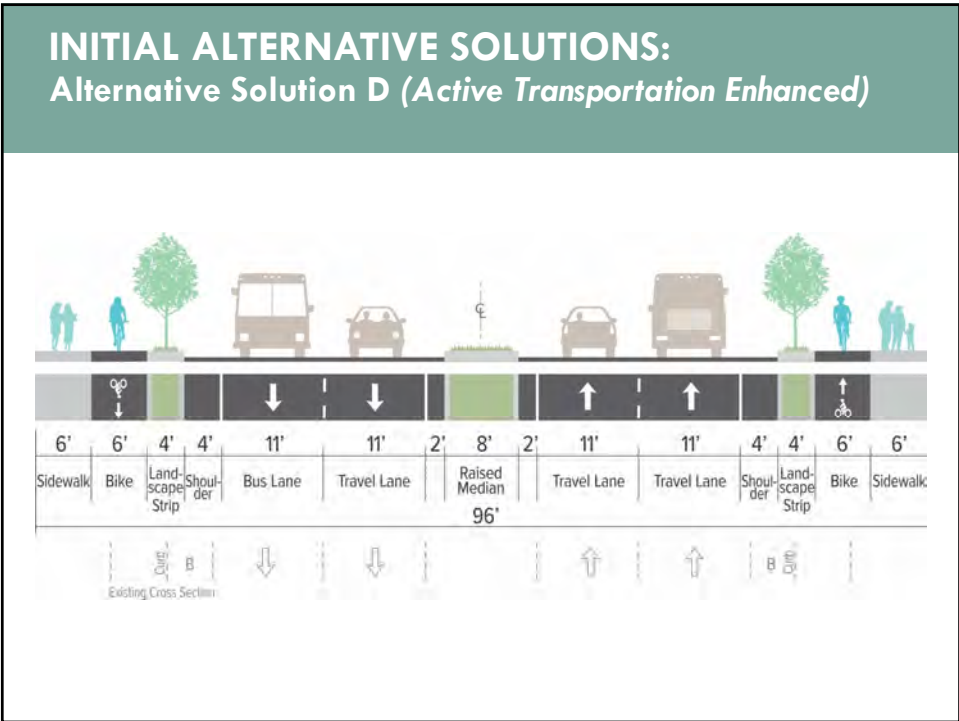 INITIAL ALTERNATIVE SOLUTIONS:
Alternative Solution D (Active Transportation Enhanced)
℄
6' 6' 4' 4' 11' 11' 2' 8' 2' 11' 11' 4' 4' 6' 6'
Sidewalk Bike Land-scape Strip Shoul-der Bus Lane Travel Lane Raised Median Travel Lane Travel Lane Shoul-der Land-scape Strip Bike Sidewalk
96'
Curb B B Curb
Existing Cross Section